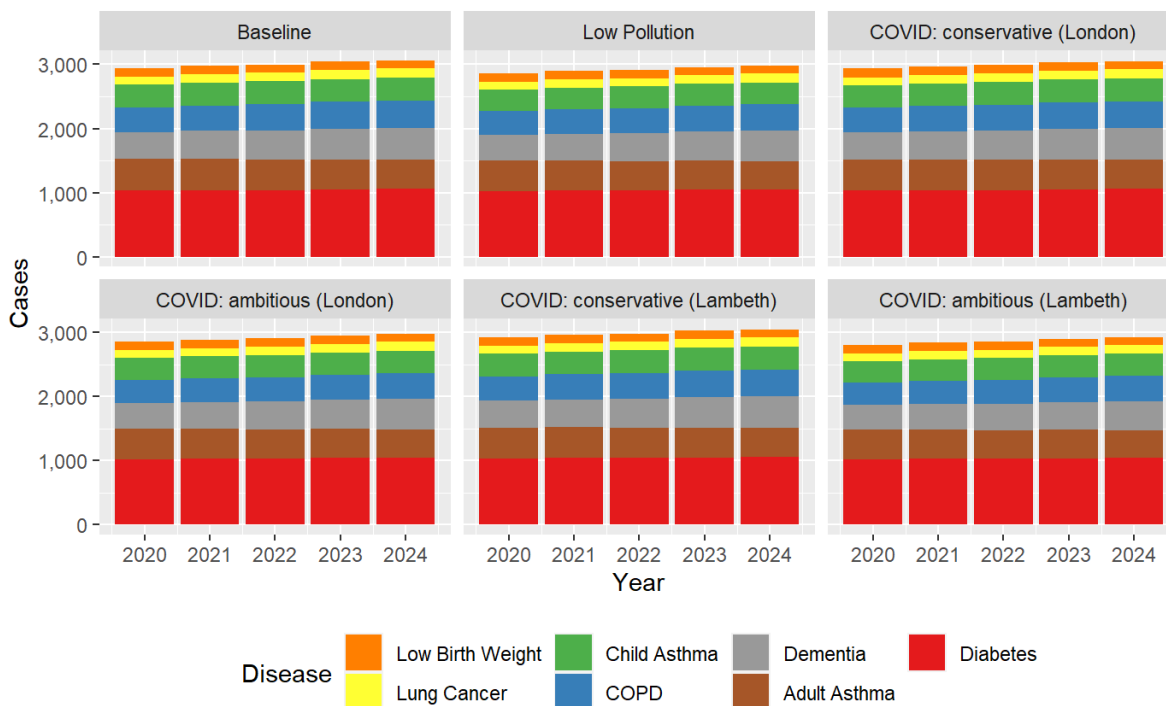 Baseline
Low Pollution
COVID: conservative (London)
3,000
2,000
1,000
0
COVID: ambitious (London)
COVID: conservative (Lambeth)
COVID: ambitious (Lambeth)
3,000
2,000
1,000
0
Cases
2020 2021 2022 2023 2024
2020 2021 2022 2023 2024
2020 2021 2022 2023 2024
Year
Disease
Low Birth Weight
Child Asthma
Dementia
Diabetes
Lung Cancer
COPD
Adult Asthma